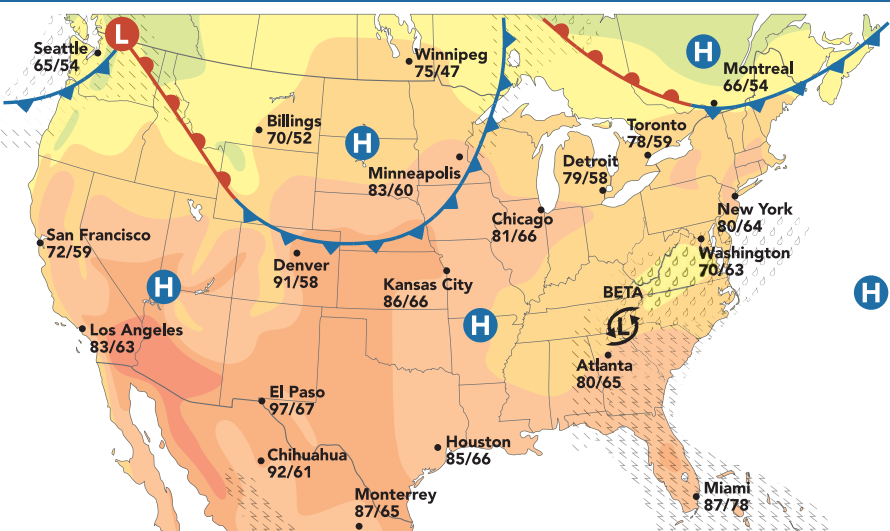 L
Seattle
65/54
Winnipeg
75/47
H
Montreal
66/54
Billings
70/52
H
Toronto
78/59
Minneapolis
83/60
Detroit
79/58
New York
80/64
Chicago
81/66
San Francisco
72/59
Washington
70/63
Denver
91/58
Kansas City
86/66
H
H
BETA
L
H
Los Angeles
83/63
Atlanta
80/65
El Paso
97/67
Houston
85/66
Chihuahua
92/61
Monterrey
87/65
Miami
87/78